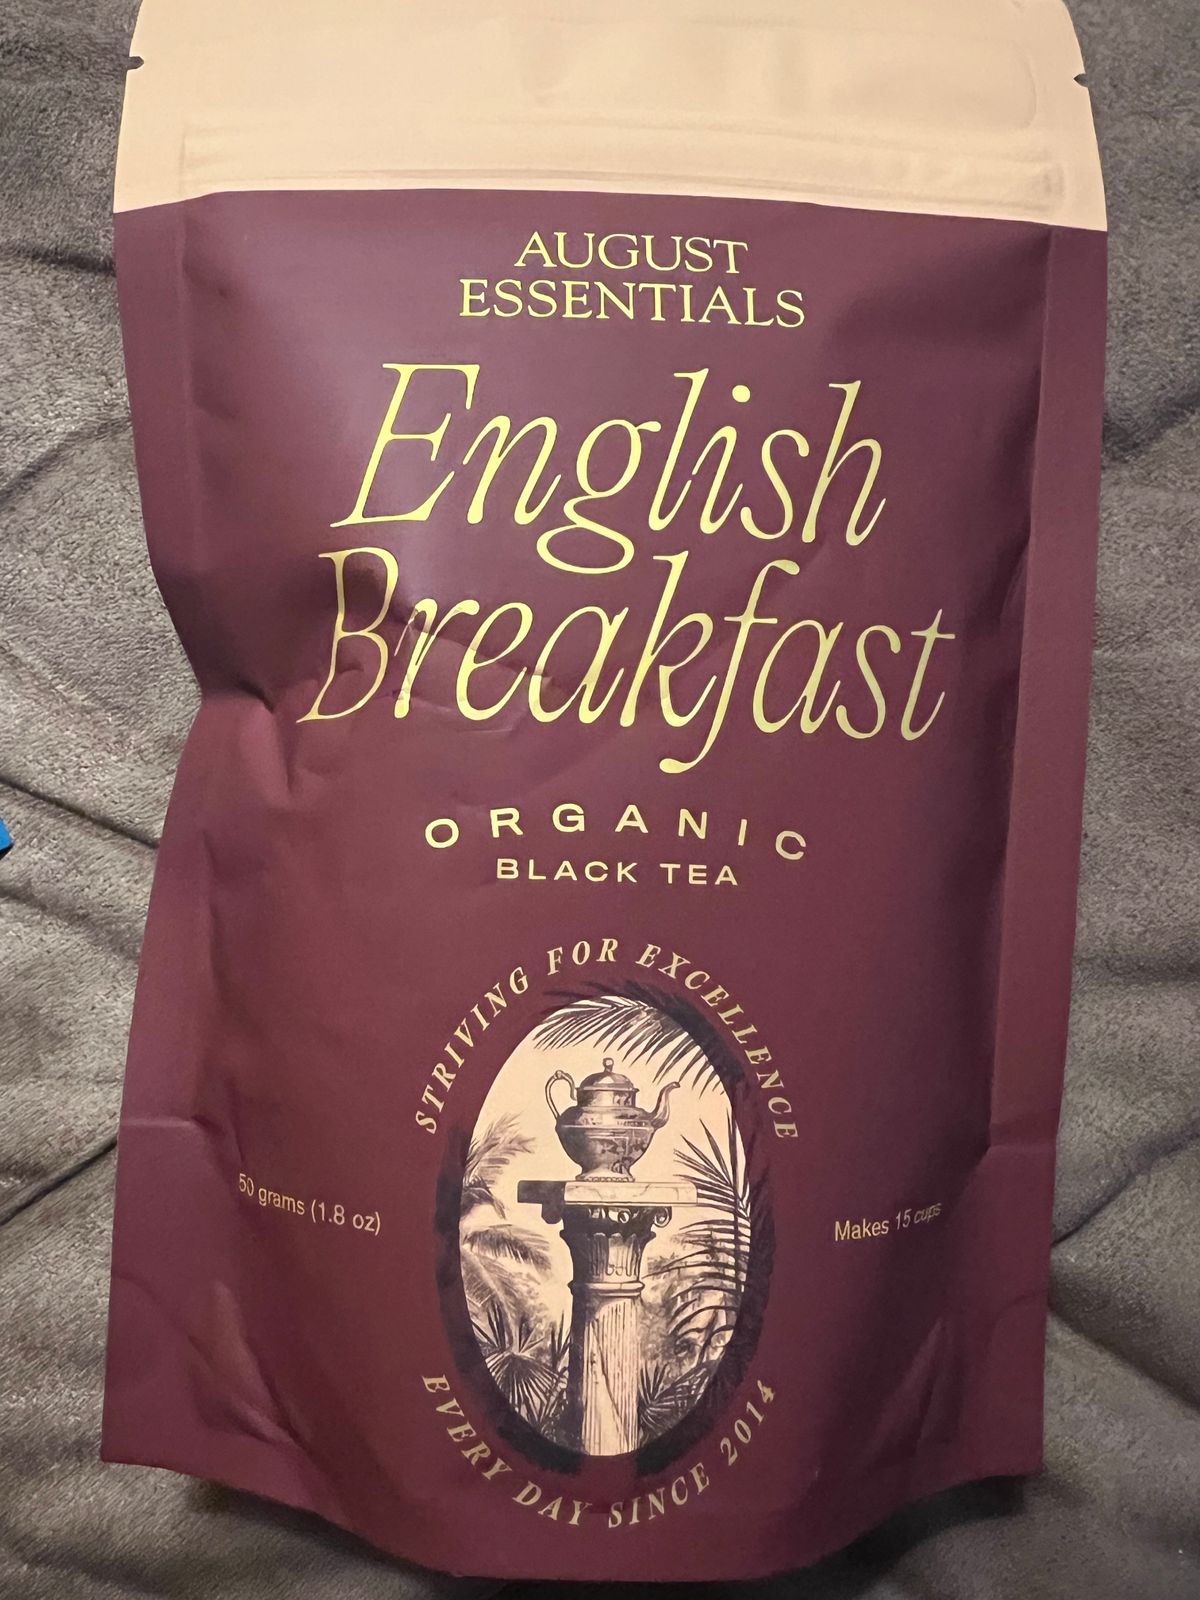 AUGUST
ESSENTIALS
English
Breakfast
ORGANIC
BLACK TEA
STRIVING FOR EXCELLENCE
50 grams (1.8 oz)
Makes 15 cups
EVERY DAY SINCE 2014